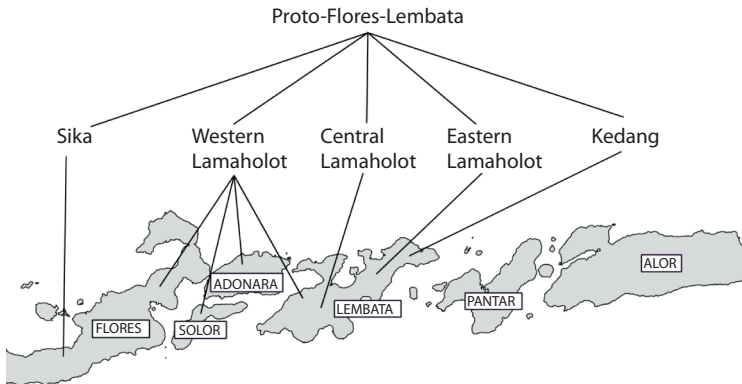 Proto-Flores-Lembata
Sika
Western
Lamaholot
Central
Lamaholot
Eastern
Lamaholot
Kedang
ADONARA
ALOR
LEMBATA
PANTAR
FLORES
SOLOR